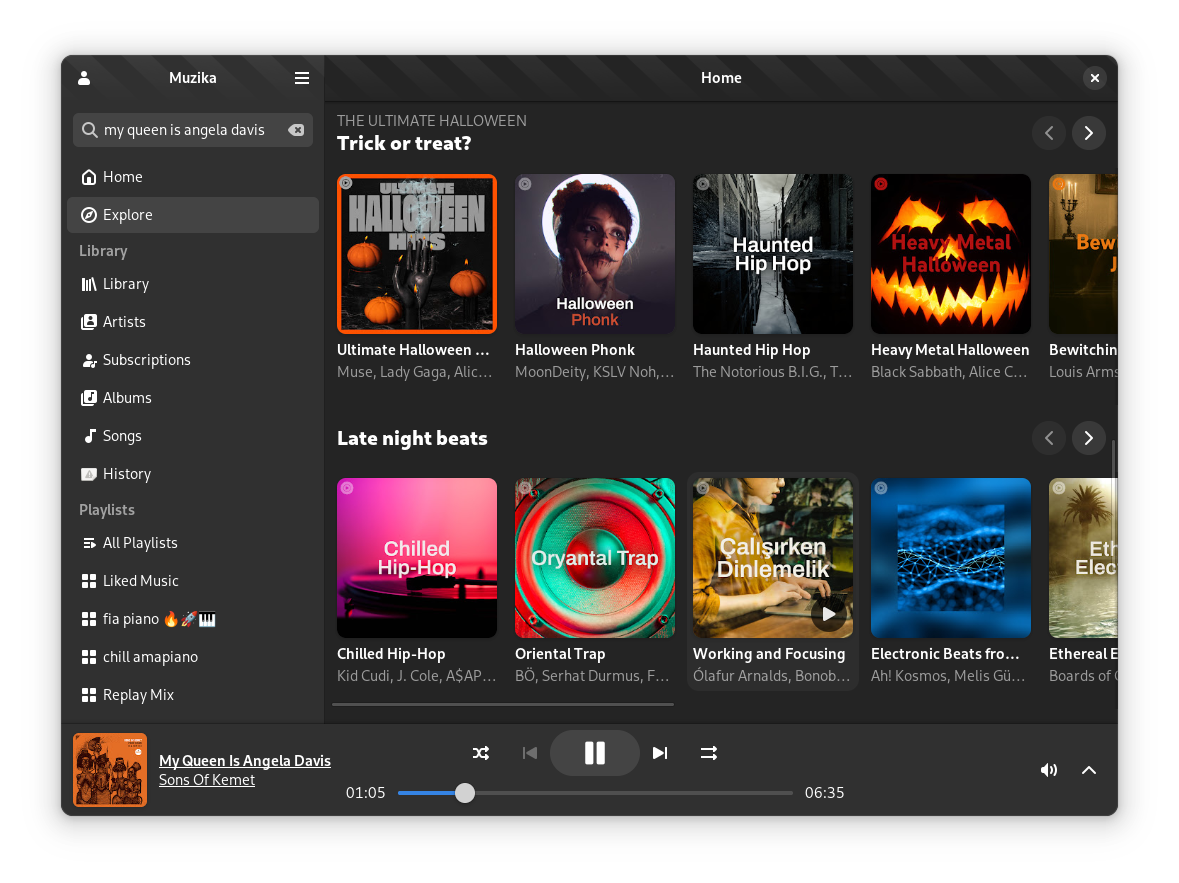 Muzika
Home
my queen is angela davis
Home
Explore
Library
Library
Artists
Subscriptions
Albums
Songs
History
Playlists
All Playlists
Liked Music
fia piano 🔥🚀🎹
chill amapiano
Replay Mix
THE ULTIMATE HALLOWEEN
Trick or treat?
ULTIMATE
HALLOWEEN
HITS
Halloween
Phonk
Haunted
Hip Hop
Heavy Metal
Halloween
Bew
J
Ultimate Halloween ...
Muse, Lady Gaga, Alic...
Halloween Phonk
MoonDeity, KSLV Noh,...
Haunted Hip Hop
The Notorious B.I.G., T...
Heavy Metal Halloween
Black Sabbath, Alice C...
Bewitchin
Louis Arms
Late night beats
Chilled
Hip-Hop
Oryantal Trap
Çalışırken
Dinlemelik
Eth
Elec
Chilled Hip-Hop
Kid Cudi, J. Cole, A$AP...
Oriental Trap
BÖ, Serhat Durmus, F...
Working and Focusing
Ólafur Arnalds, Bonob...
Electronic Beats fro...
Ah! Kosmos, Melis Gü...
Ethereal E
Boards of
My Queen Is Angela Davis
Sons Of Kemet
01:05
06:35